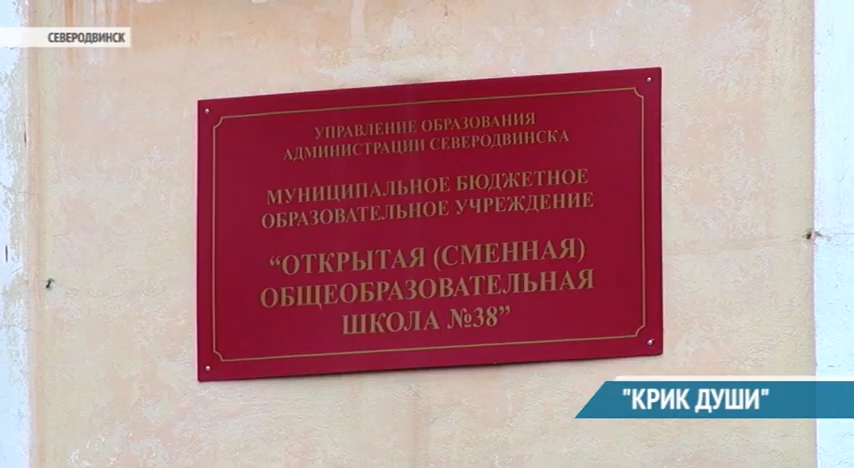 СЕВЕРОДВИНСК
УПРАВЛЕНИЕ ОБРАЗОВАНИЯ
АДМИНИСТРАЦИИ СЕВЕРОДВИНСКА
МУНИЦИПАЛЬНОЕ БЮДЖЕТНОЕ
ОБРАЗОВАТЕЛЬНОЕ УЧРЕЖДЕНИЕ
“ОТКРЫТАЯ (СМЕННАЯ)
ОБЩЕОБРАЗОВАТЕЛЬНАЯ
ШКОЛА №38”
"КРИК ДУШИ"